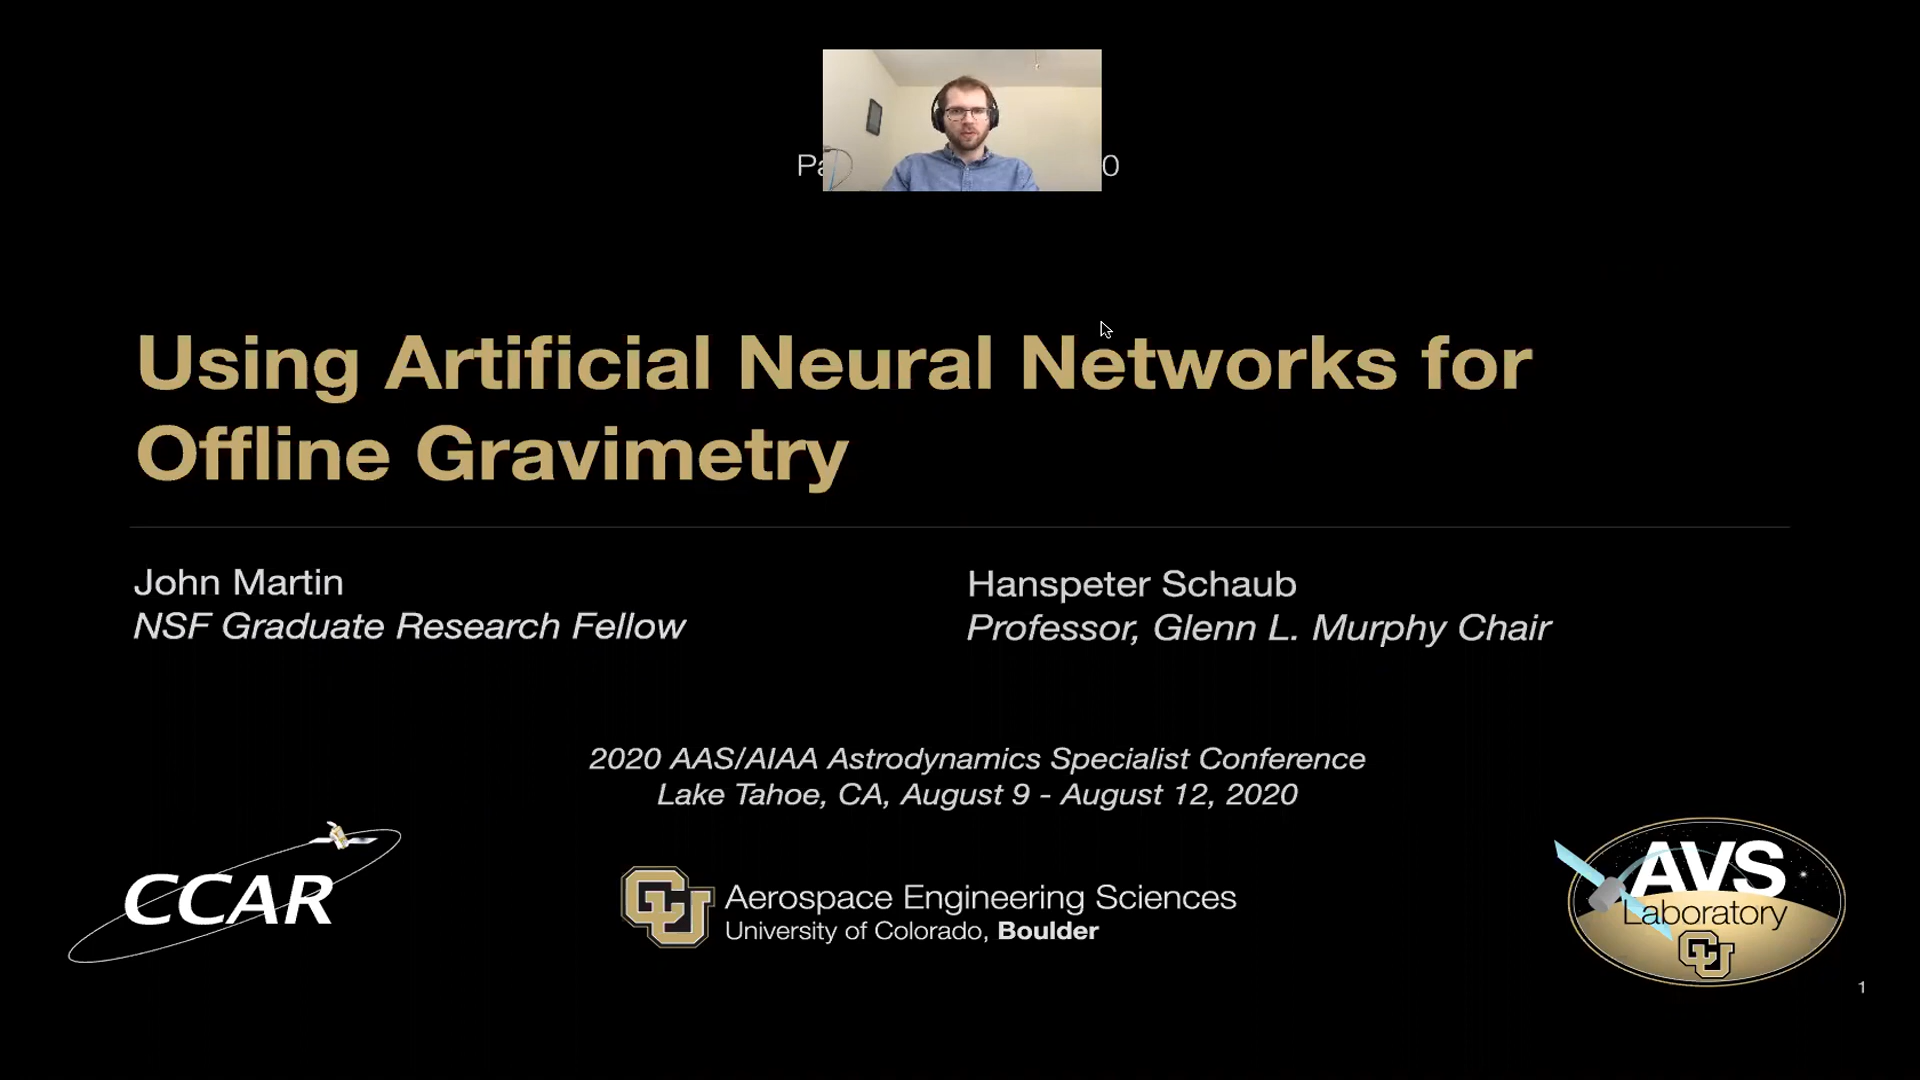 Using Artificial Neural Networks for
Offline Gravimetry
John Martin
NSF Graduate Research Fellow
Hanspeter Schaub
Professor, Glenn L. Murphy Chair
2020 AAS/AIAA Astrodynamics Specialist Conference
Lake Tahoe, CA, August 9 - August 12, 2020
CCAR
CU
Aerospace Engineering Sciences
University of Colorado, Boulder
AVS
Laboratory
CU
1